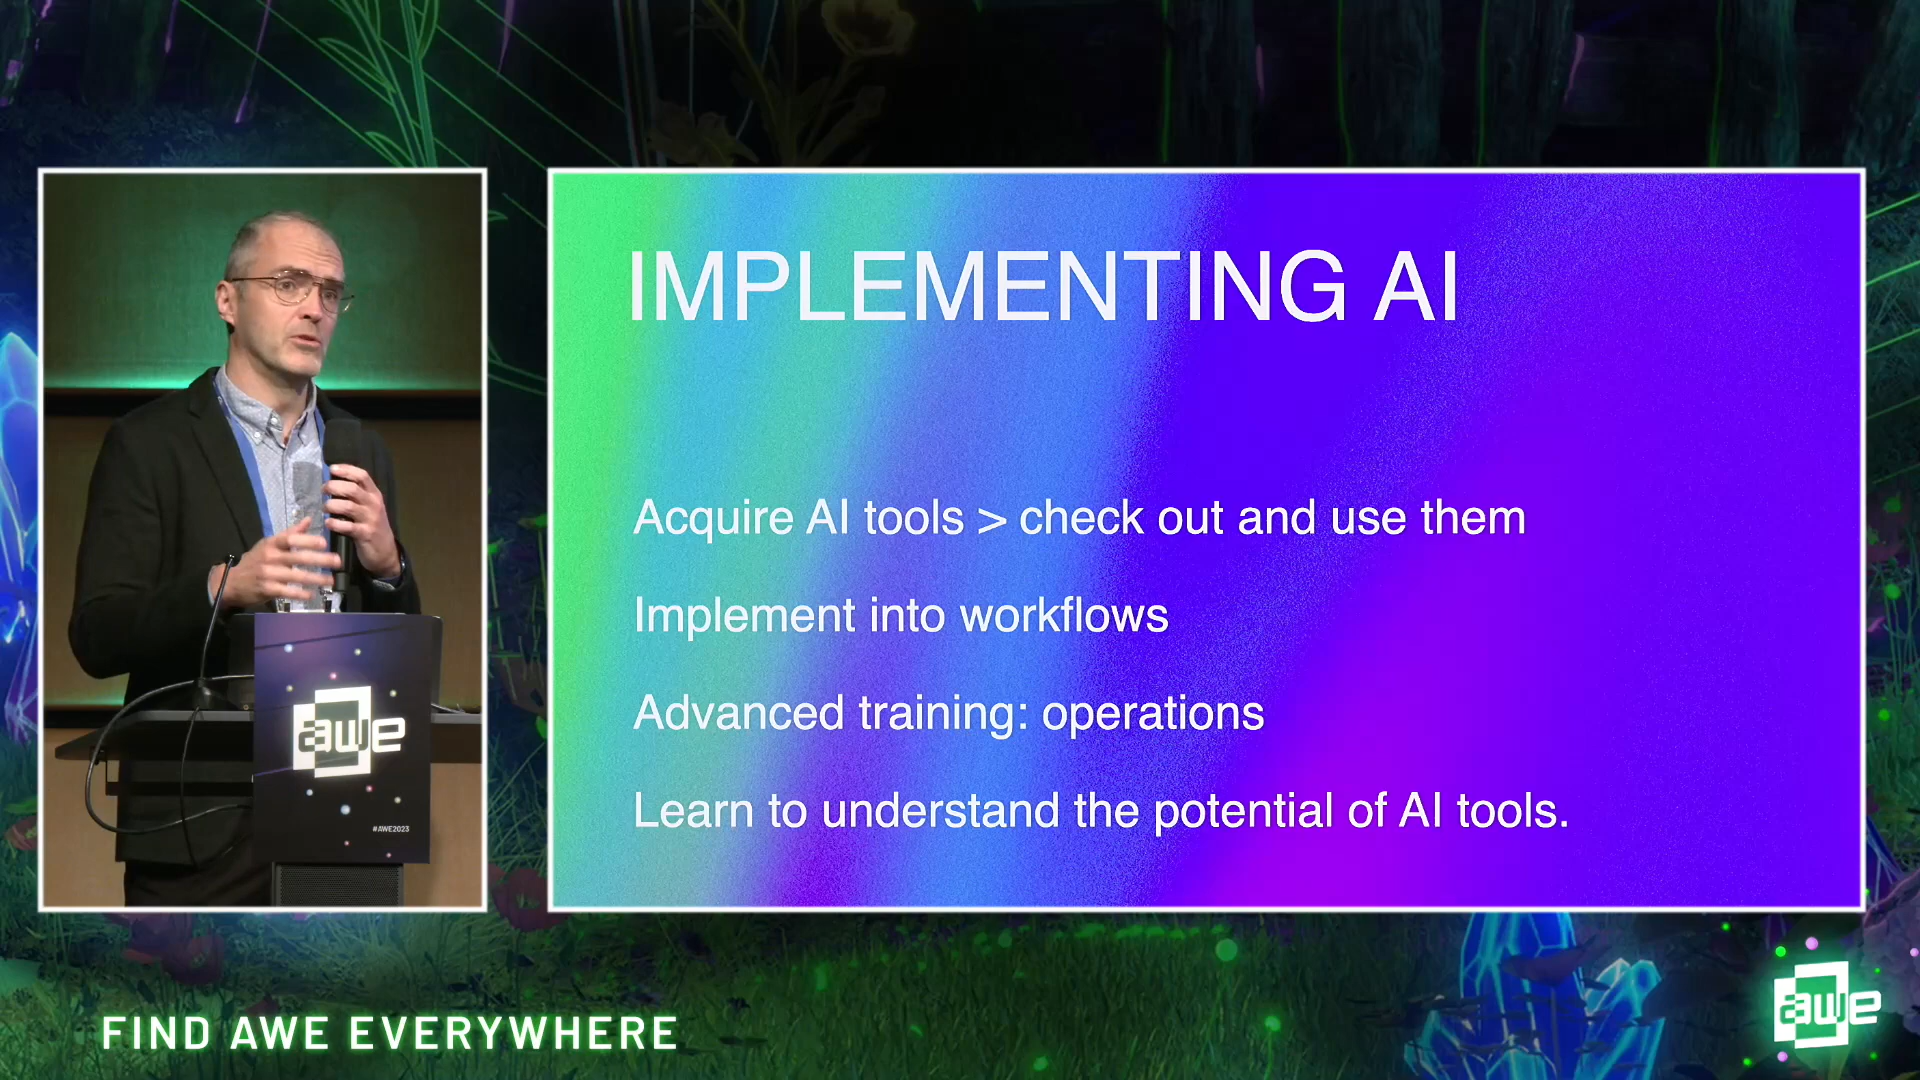 IMPLEMENTING AI
Acquire AI tools > check out and use them
Implement into workflows
Advanced training: operations
Learn to understand the potential of AI tools.
awe
#AWE2023
FIND AWE EVERYWHERE
awe